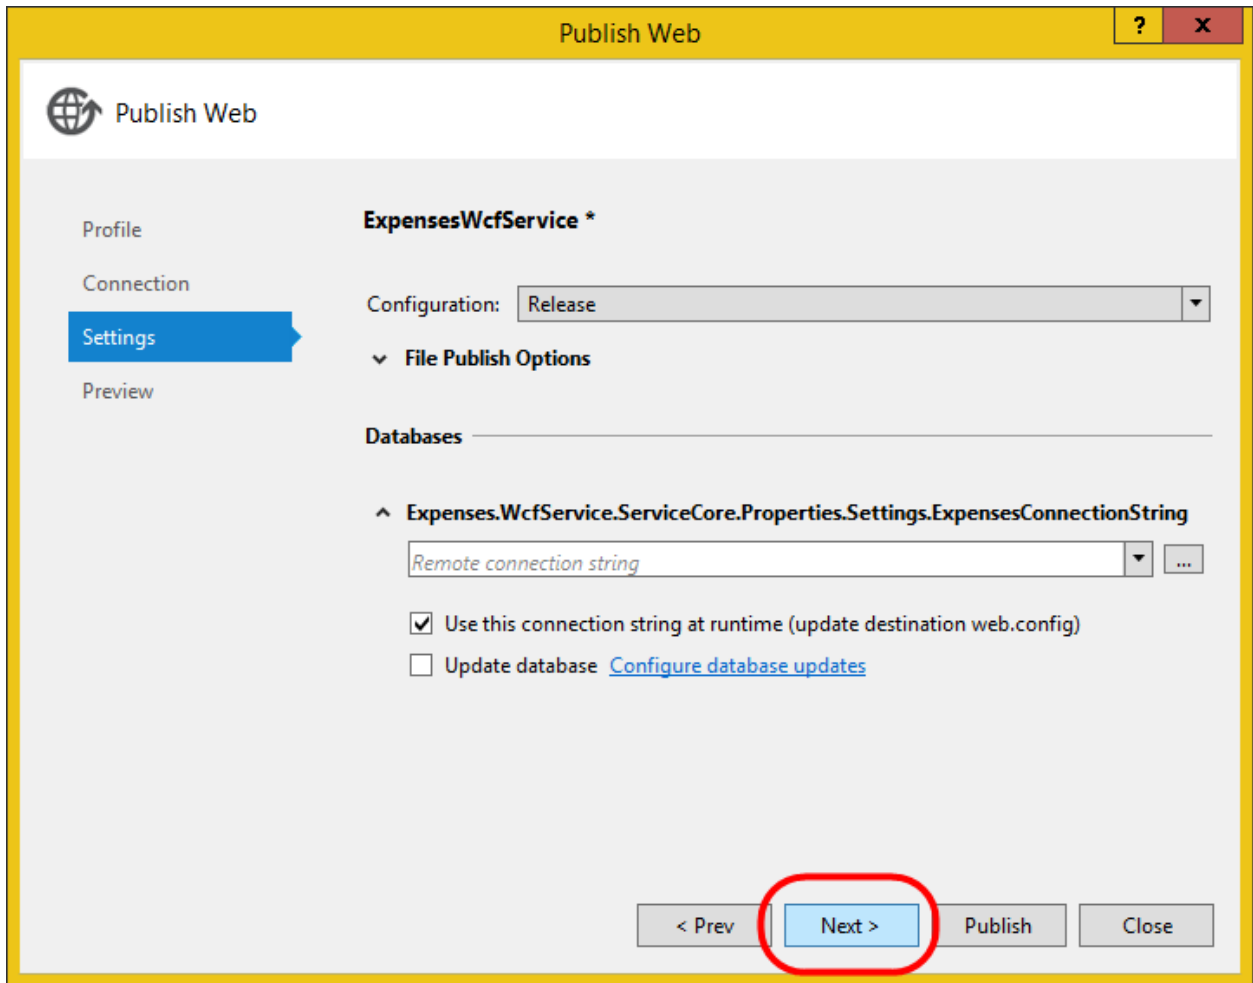 Publish Web
?
x
Publish Web
Profile
Connection
Settings
Preview
ExpensesWcfService *
Configuration: Release
File Publish Options
Databases
Expenses.WcfService.ServiceCore.Properties.Settings.ExpensesConnectionString
Remote connection string
...
Use this connection string at runtime (update destination web.config)
Update database Configure database updates
< Prev
Next >
Publish
Close